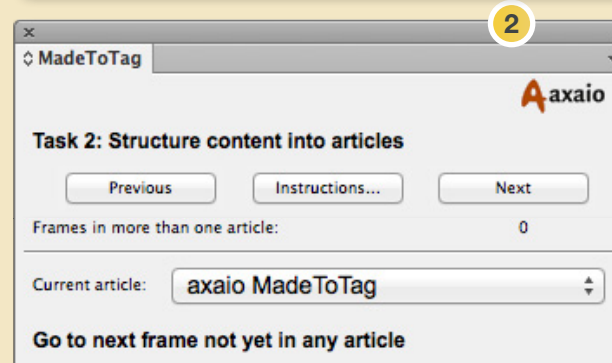 2
MadeToTag
axaio
Task 2: Structure content into articles
Previous Instructions... Next
Frames in more than one article: 0
Current article: axaio MadeToTag
Go to next frame not yet in any article